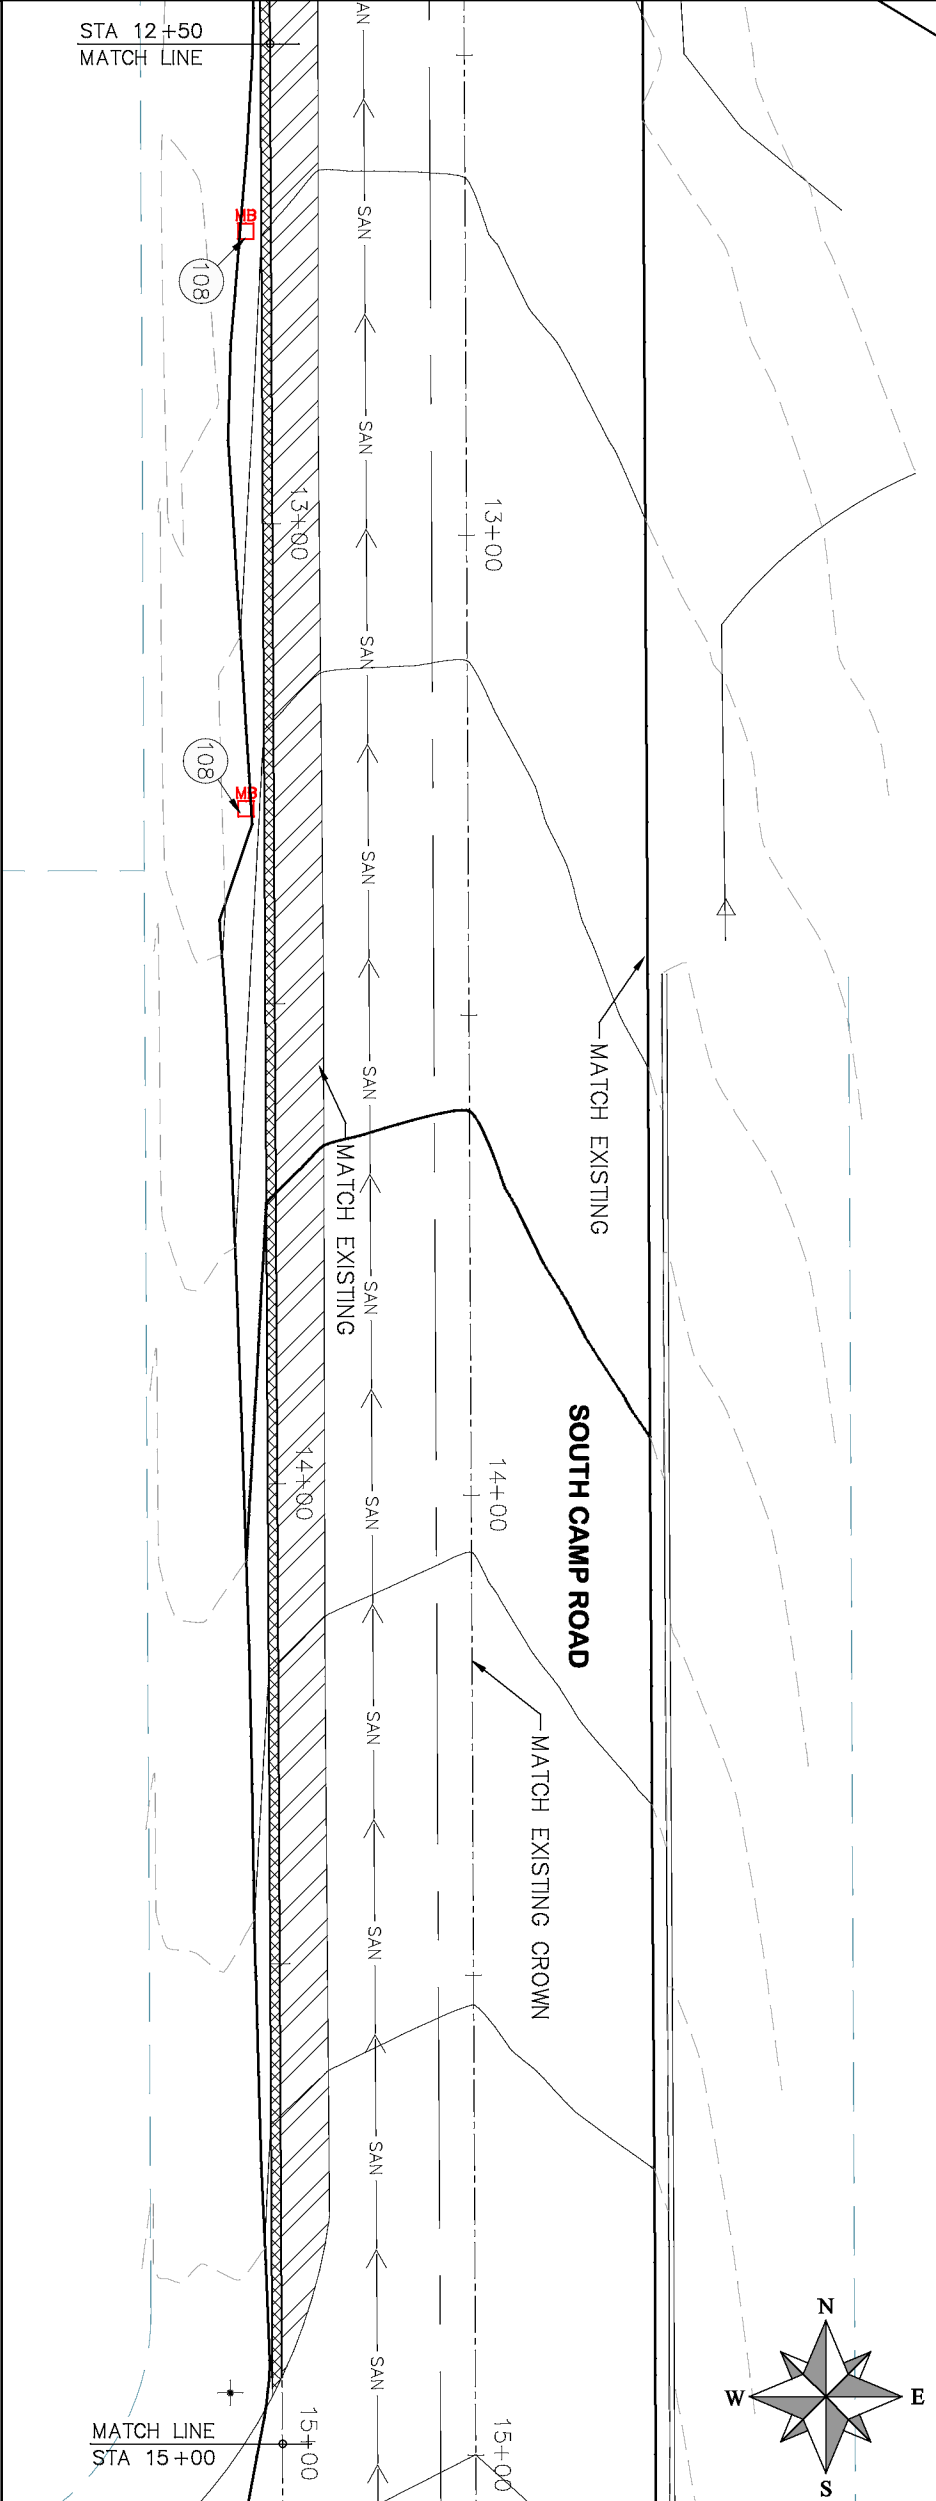 STA 12+50
MATCH LINE
AN
SAN
MB
108
SAN
13+00
13+00
SAN
108
MB
SAN
MATCH EXISTING
SAN
MATCH EXISTING
SAN
SOUTH CAMP ROAD
14+00
14+00
SAN
SAN
MATCH EXISTING CROWN
SAN
SAN
N
W
E
S
SAN
15+00
15+00
MATCH LINE
STA 15+00